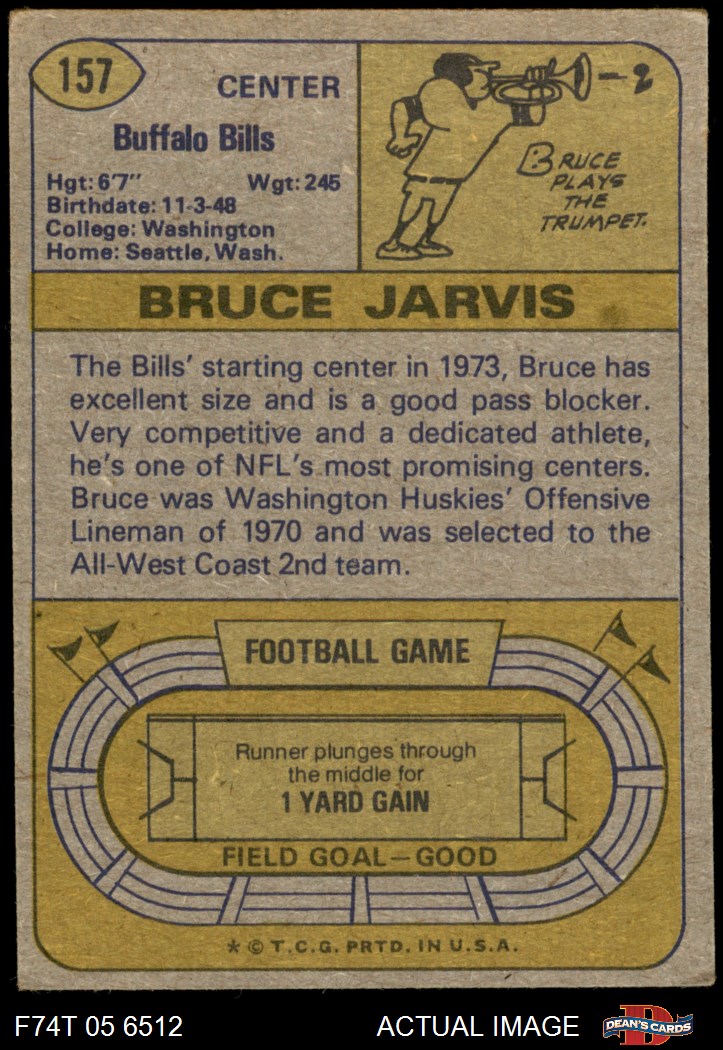 157
CENTER
Buffalo Bills
Hgt: 6'7" Wgt: 245
Birthdate: 11-3-48
College: Washington
Home: Seattle, Wash.
BRUCE
PLAYS
THE
TRUMPET.
BRUCE JARVIS
The Bills' starting center in 1973, Bruce has
excellent size and is a good pass blocker.
Very competitive and a dedicated athlete,
he's one of NFL's most promising centers.
Bruce was Washington Huskies' Offensive
Lineman of 1970 and was selected to the
All-West Coast 2nd team.
FOOTBALL GAME
Runner plunges through
the middle for
1 YARD GAIN
FIELD GOAL—GOOD
* © T.C.G. PRTD. IN U.S.A.
F74T 05 6512 ACTUAL IMAGE D DEAN'S CARDS